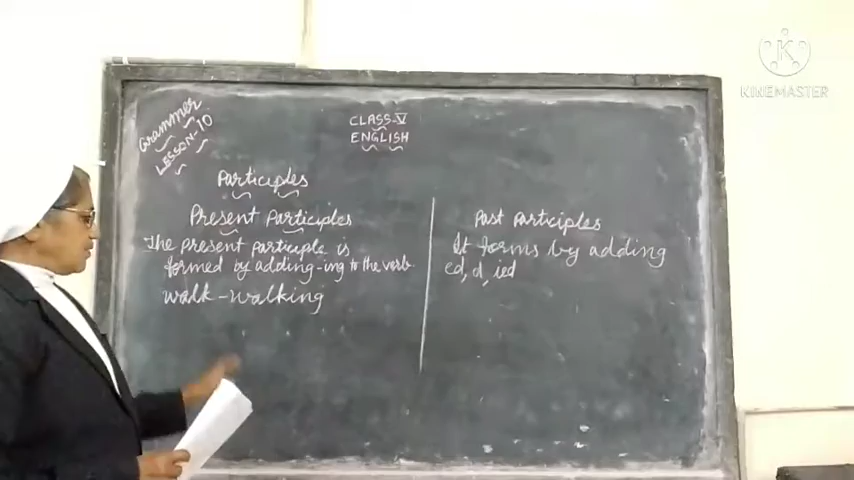 Grammer
LESSON-10
CLASS-V
ENGLISH
Participles
Present Participles
The present participle is
formed by adding -ing to the verb
walk - walking
Past participles
It forms by adding
ed, d, ied
KINEMASTER